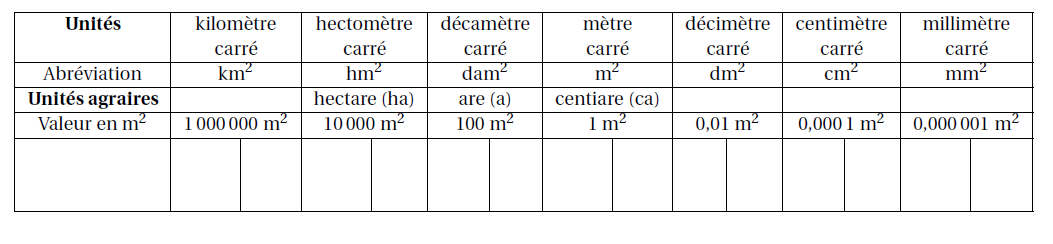 Unités kilomètre carré hectomètre carré décamètre carré mètre carré décimètre carré centimètre carré millimètre carré
Abréviation km² hm² dam² m² dm² cm² mm²
Unités agraires hectare (ha) are (a) centiare (ca)
Valeur en m² 1 000 000 m² 10 000 m² 100 m² 1 m² 0,01 m² 0,000 1 m² 0,000 001 m²